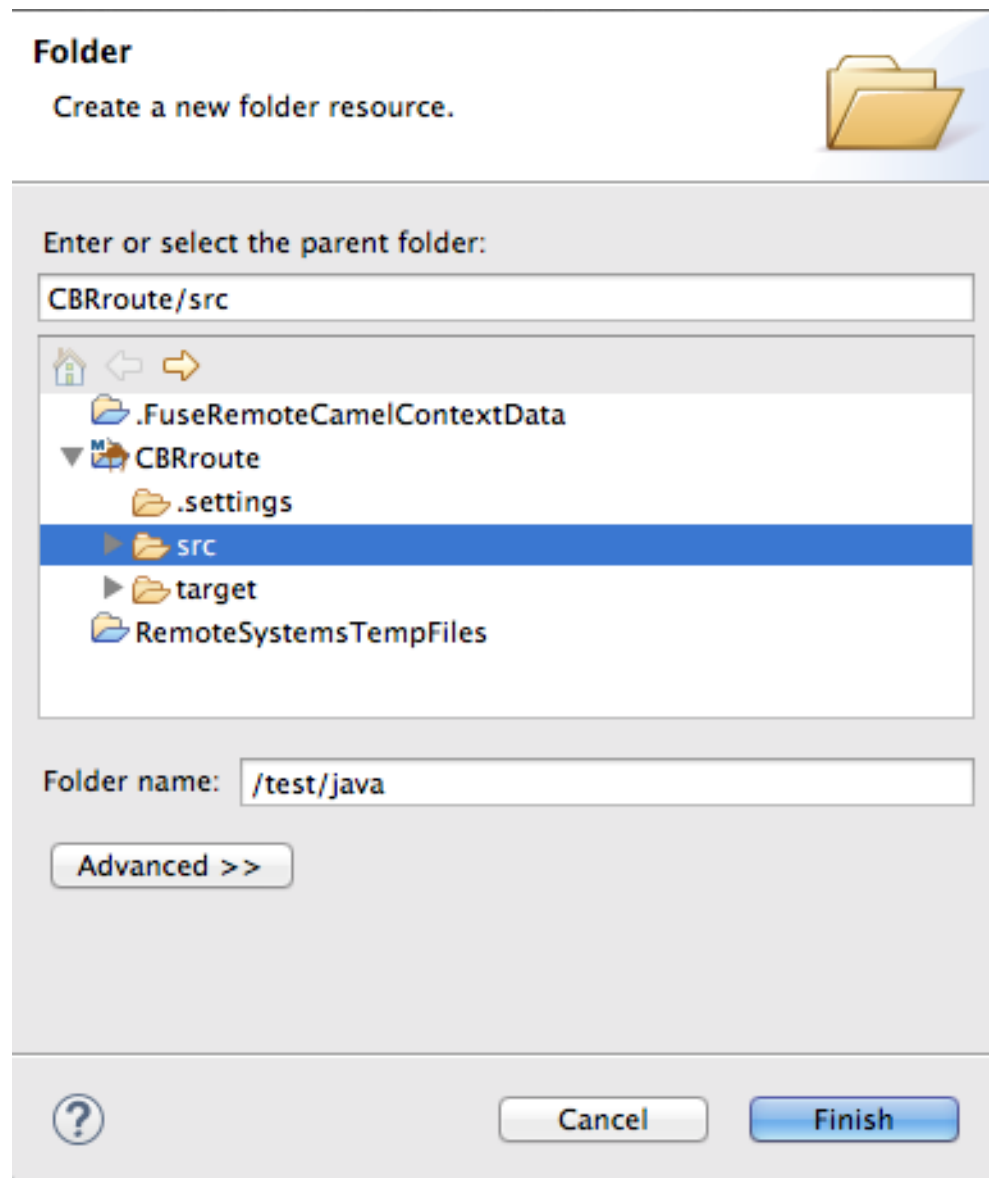 Folder
Create a new folder resource.
Enter or select the parent folder:
CBRroute/src
.FuseRemoteCamelContextData
CBRroute
.settings
src
target
RemoteSystemsTempFiles
Folder name: /test/java
Advanced >>
? Cancel Finish